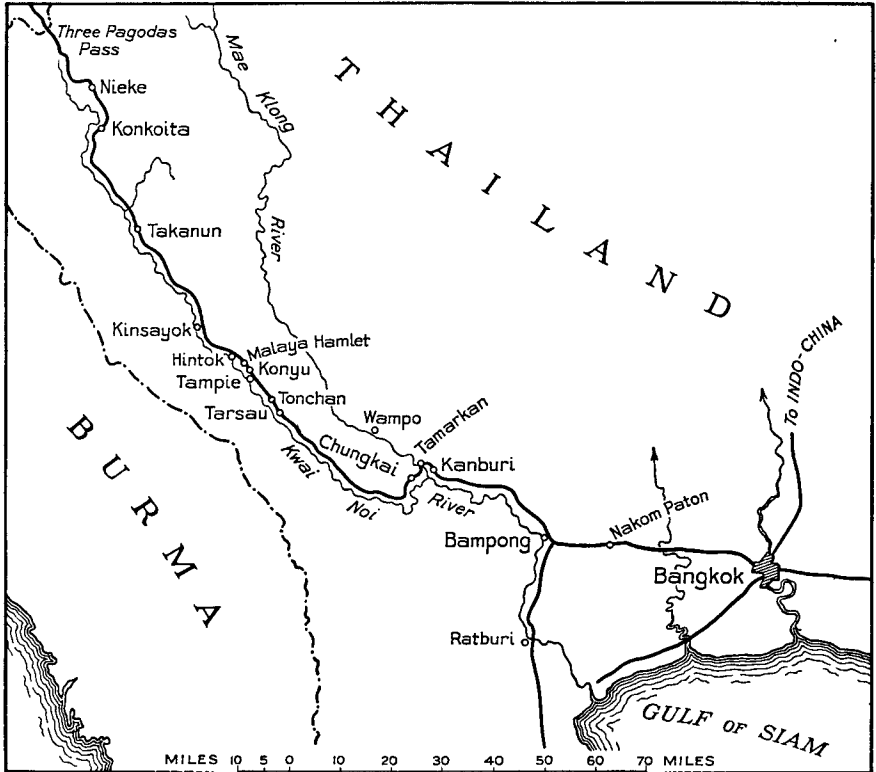 Three Pagodas
Pass
Mae
Klong
River
THAILAND
Nieke
Konkoita
Takanun
Kinsayok
Hintok
Malaya Hamlet
Konyu
Tampie
Tonchan
Tarsau
Wampo
Tamarkan
Chungkai
Kanburi
Kwai
Noi
River
To INDO-CHINA
Nakom Paton
Bampong
Bangkok
BURMA
Ratburi
GULF OF SIAM
MILES 10 5 0 10 20 30 40 50 60 70 MILES